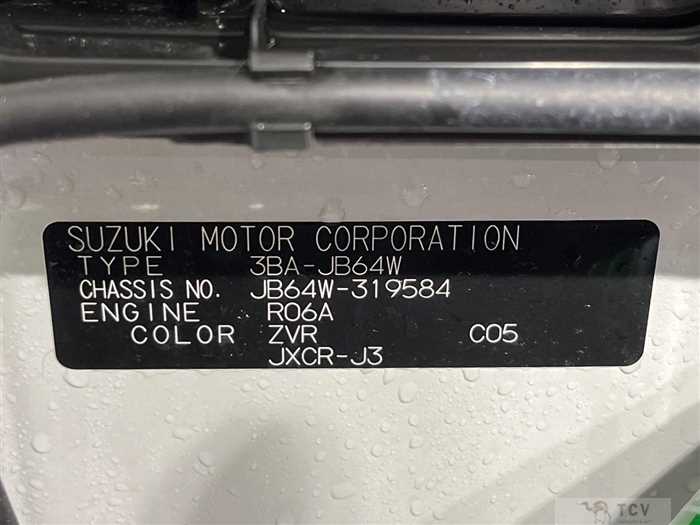 SUZUKI MOTOR CORPORATION
TYPE 3BA-JB64W
CHASSIS NO. JB64W-319584
ENGINE R06A
COLOR ZVR C05
JXCR-J3
TCV